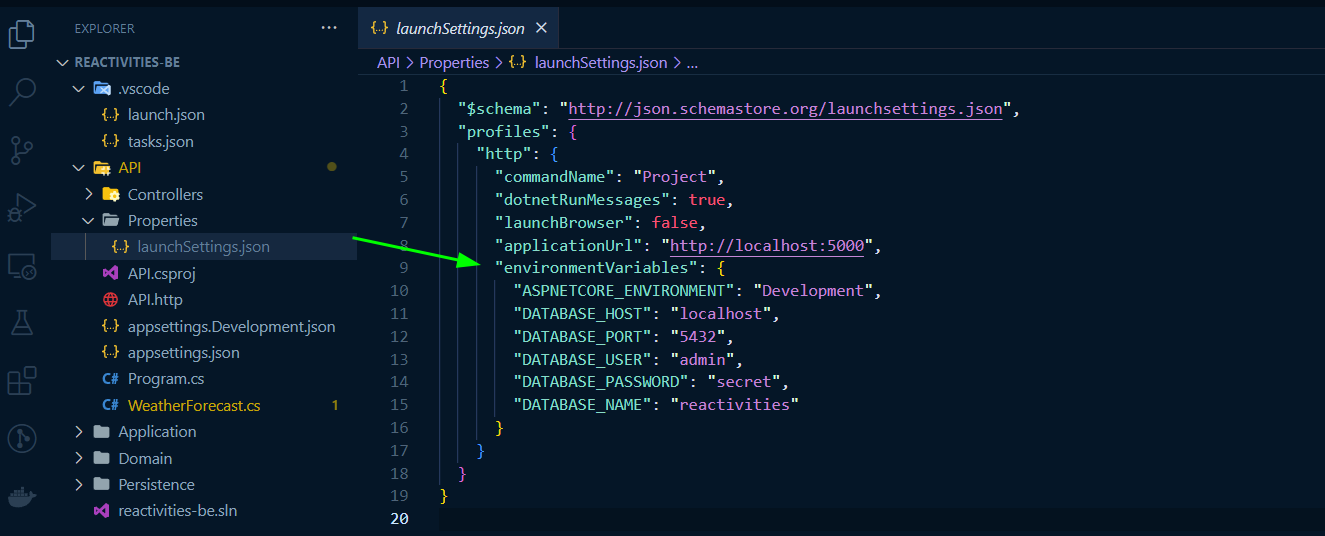 EXPLORER
REACTIVITIES-BE
.vscode
launch.json
tasks.json
API
Controllers
Properties
launchSettings.json
API.csproj
API.http
appsettings.Development.json
appsettings.json
Program.cs
WeatherForecast.cs 1
Application
Domain
Persistence
reactivities-be.sln
launchSettings.json
API > Properties > {..} launchSettings.json > ...
1 {
2 "$schema": "http://json.schemastore.org/launchsettings.json",
3 "profiles": {
4 "http": {
5 "commandName": "Project",
6 "dotnetRunMessages": true,
7 "launchBrowser": false,
8 "applicationUrl": "http://localhost:5000",
9 "environmentVariables": {
10 "ASPNETCORE_ENVIRONMENT": "Development",
11 "DATABASE_HOST": "localhost",
12 "DATABASE_PORT": "5432",
13 "DATABASE_USER": "admin",
14 "DATABASE_PASSWORD": "secret",
15 "DATABASE_NAME": "reactivities"
16 }
17 }
18 }
19 }
20